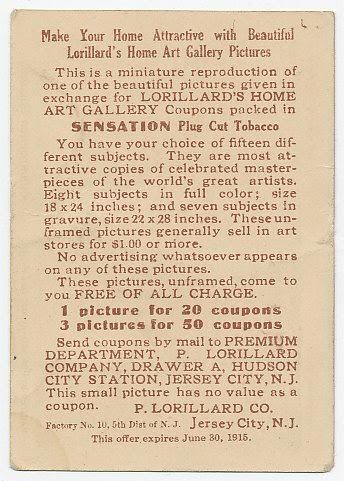 Make Your Home Attractive with Beautiful
Lorillard's Home Art Gallery Pictures
This is a miniature reproduction of
one of the beautiful pictures given in
exchange for LORILLARD'S HOME
ART GALLERY Coupons packed in
SENSATION Plug Cut Tobacco
You have your choice of fifteen dif-
ferent subjects. They are most at-
tractive copies of celebrated master-
pieces of the world's great artists.
Eight subjects in full color; size
18 x 24 inches; and seven subjects in
gravure, size 22 x 28 inches. These un-
framed pictures generally sell in art
stores for $1.00 or more.
No advertising whatsoever appears
on any of these pictures.
These pictures, unframed, come to
you FREE OF ALL CHARGE.
1 picture for 20 coupons
3 pictures for 50 coupons
Send coupons by mail to PREMIUM
DEPARTMENT, P. LORILLARD
COMPANY, DRAWER A, HUDSON
CITY STATION, JERSEY CITY, N.J.
This small picture has no value as a
coupon. P. LORILLARD CO.
Factory No. 10, 5th Dist of N. J. Jersey City, N. J.
This offer expires June 30, 1915.